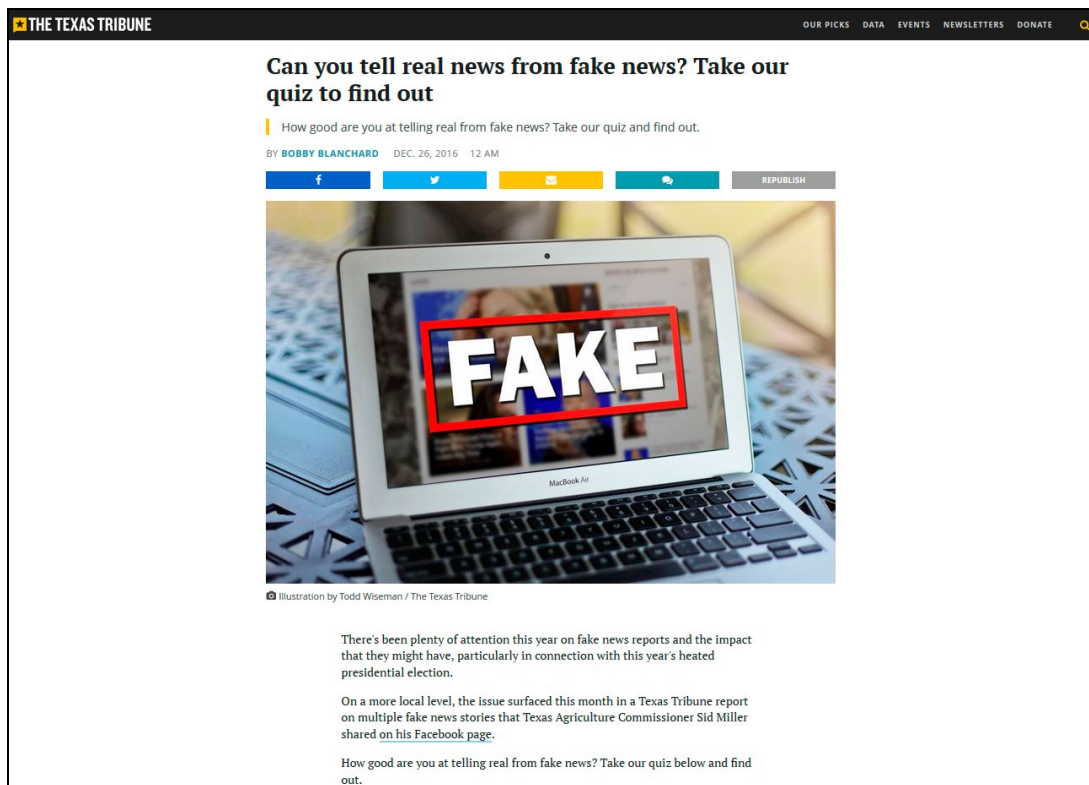 THE TEXAS TRIBUNE
OUR PICKS DATA EVENTS NEWSLETTERS DONATE
Can you tell real news from fake news? Take our
quiz to find out
How good are you at telling real from fake news? Take our quiz and find out.
BY BOBBY BLANCHARD DEC. 26, 2016 12 AM
REPUBLISH
FAKE
MacBook Air
Illustration by Todd Wiseman / The Texas Tribune
There's been plenty of attention this year on fake news reports and the impact
that they might have, particularly in connection with this year's heated
presidential election.
On a more local level, the issue surfaced this month in a Texas Tribune report
on multiple fake news stories that Texas Agriculture Commissioner Sid Miller
shared on his Facebook page.
How good are you at telling real from fake news? Take our quiz below and find
out.